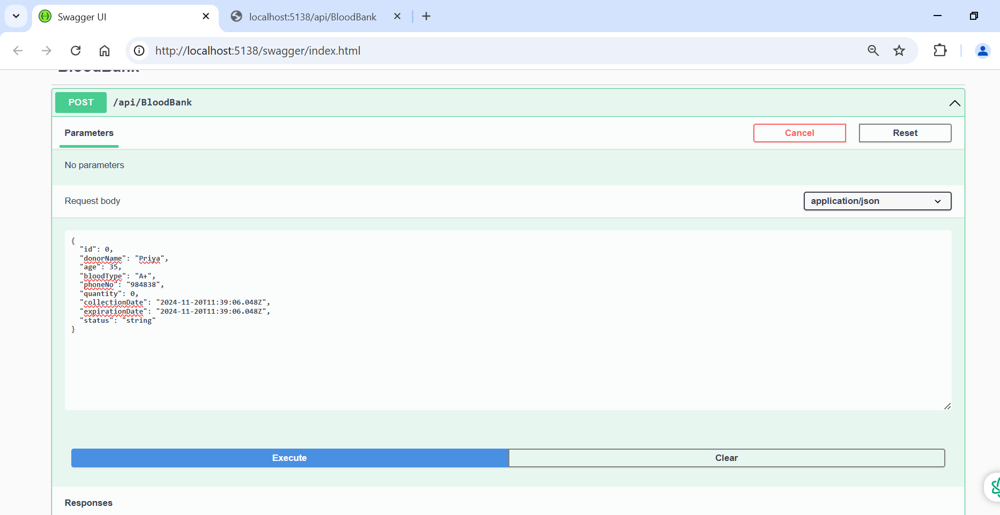 Swagger UI
localhost:5138/api/BloodBank
http://localhost:5138/swagger/index.html
BloodBank
POST /api/BloodBank
Parameters
Cancel
Reset
No parameters
Request body
application/json
{
"id": 0,
"donorName": "Priya",
"age": 35,
"bloodType": "A+",
"phoneNo": "984838",
"quantity": 0,
"collectionDate": "2024-11-20T11:39:06.048Z",
"expirationDate": "2024-11-20T11:39:06.048Z",
"status": "string"
}
Execute
Clear
Responses